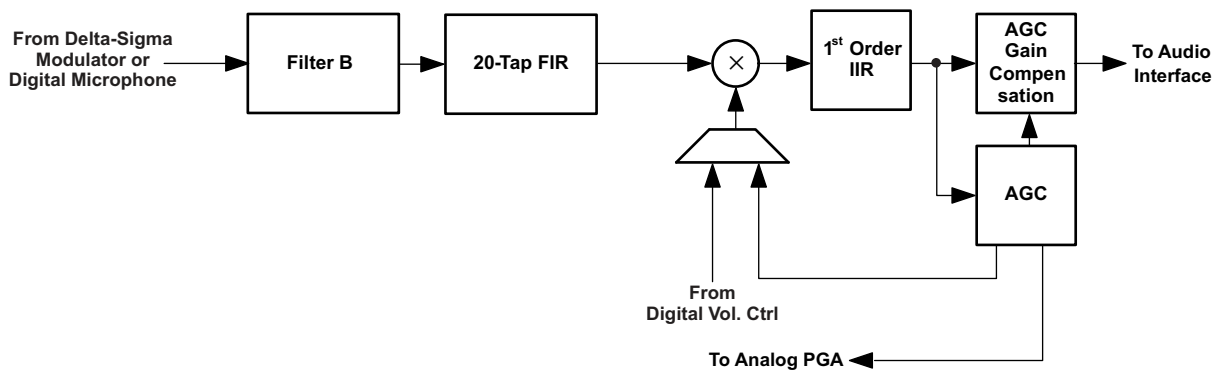 From Delta-Sigma
Modulator or
Digital Microphone
Filter B
20-Tap FIR
×
1st Order
IIR
AGC
Gain
Compen
sation
To Audio
Interface
AGC
From
Digital Vol. Ctrl
To Analog PGA